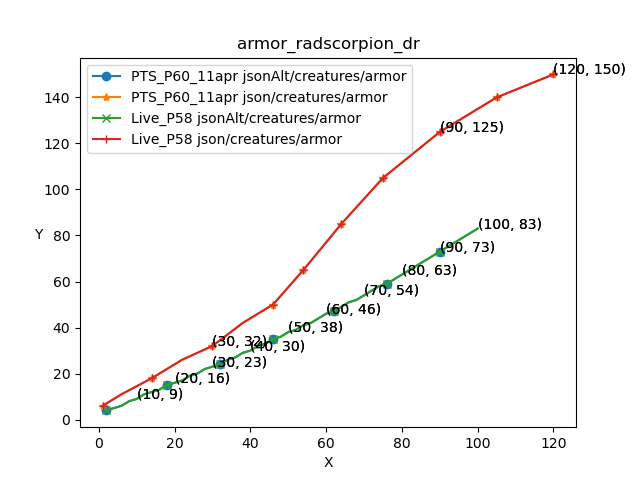 armor_radscorpion_dr
PTS_P60_11apr jsonAlt/creatures/armor
PTS_P60_11apr json/creatures/armor
Live_P58 jsonAlt/creatures/armor
Live_P58 json/creatures/armor
(120, 150)
(90, 125)
(100, 83)
(90, 73)
(80, 63)
(70, 54)
(60, 46)
(50, 38)
(30, 32)
(40, 30)
(30, 23)
(20, 16)
(10, 9)
140
120
100
80
60
40
20
0
Y
0 20 40 60 80 100 120
X